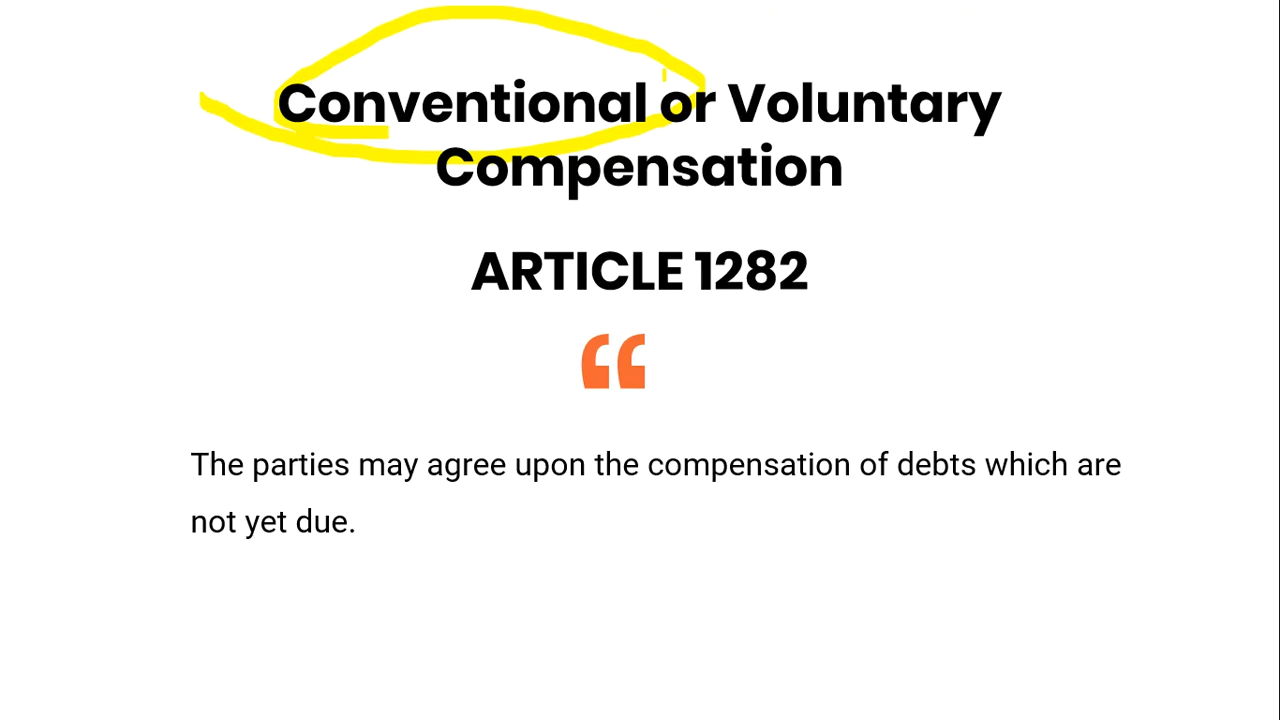 Conventional or Voluntary
Compensation
ARTICLE 1282
“
The parties may agree upon the compensation of debts which are
not yet due.